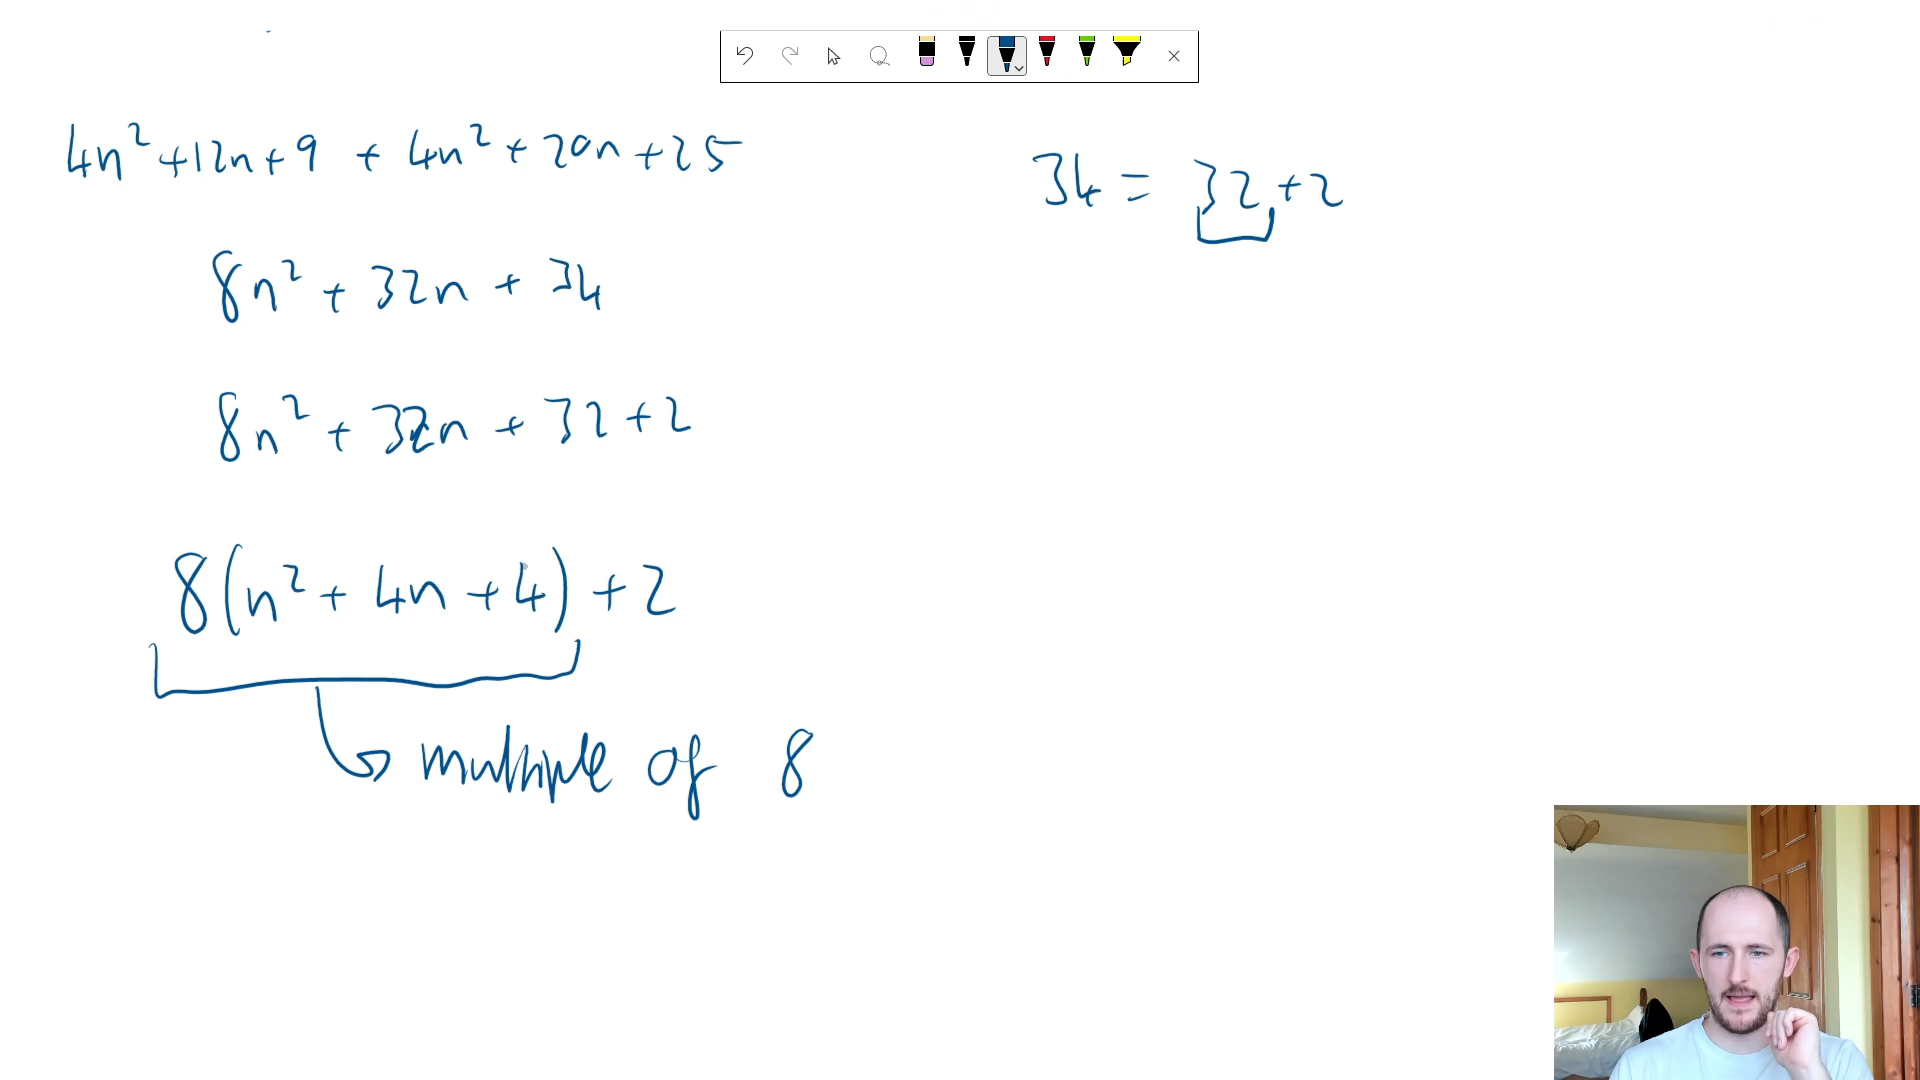 4n² + 12n + 9 + 4n² + 20n + 25
34 = 32 + 2
8n² + 32n + 34
8n² + 32n + 32 + 2
8(n² + 4n + 4) + 2
multiple of 8